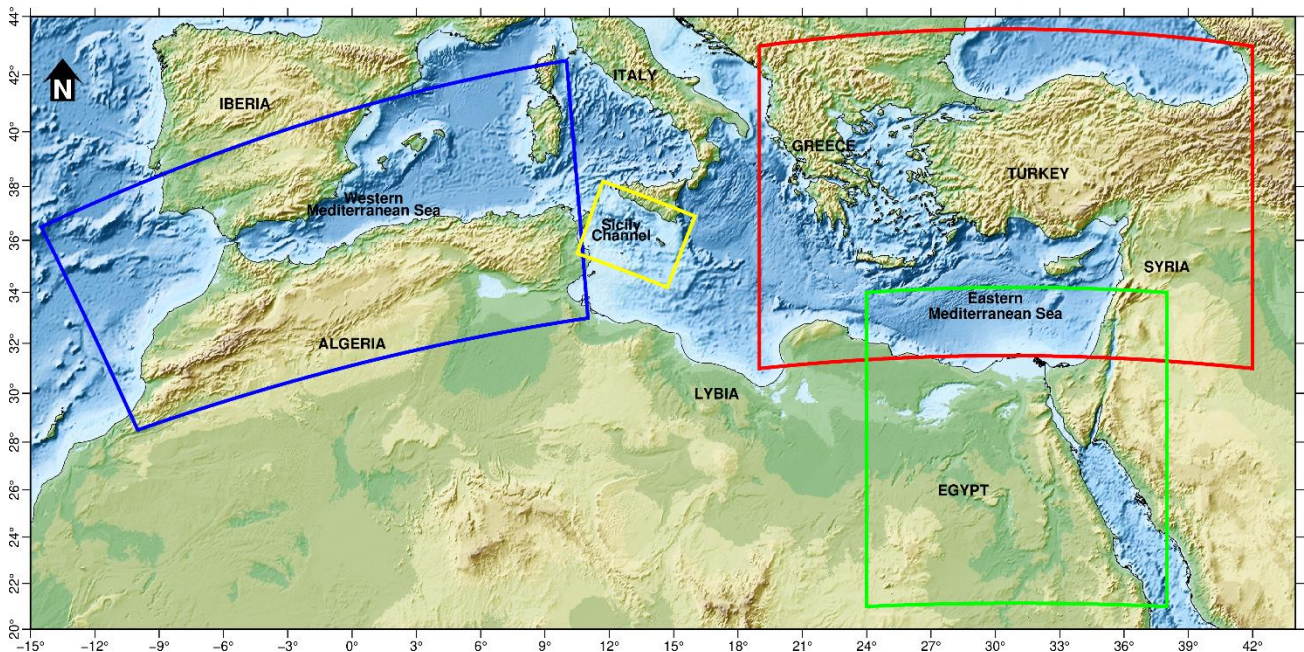 44°
42°
40°
38°
36°
34°
32°
30°
28°
26°
24°
22°
20°
N
IBERIA
ITALY
GREECE
TURKEY
Western
Mediterranean Sea
Sicily
Channel
SYRIA
Eastern
Mediterranean Sea
ALGERIA
LYBIA
EGYPT
−15° −12° −9° −6° −3° 0° 3° 6° 9° 12° 15° 18° 21° 24° 27° 30° 33° 36° 39° 42°